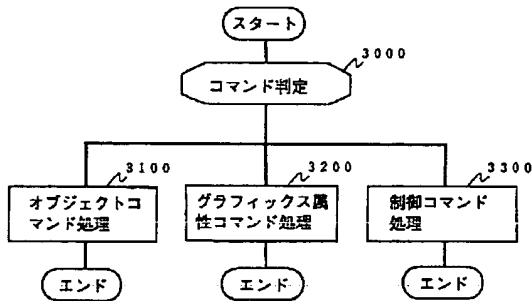 スタート
3000
コマンド判定
3100
3200
3300
オブジェクトコ
マンド処理
グラフィックス属
性コマンド処理
制御コマンド
処理
エンド
エンド
エンド